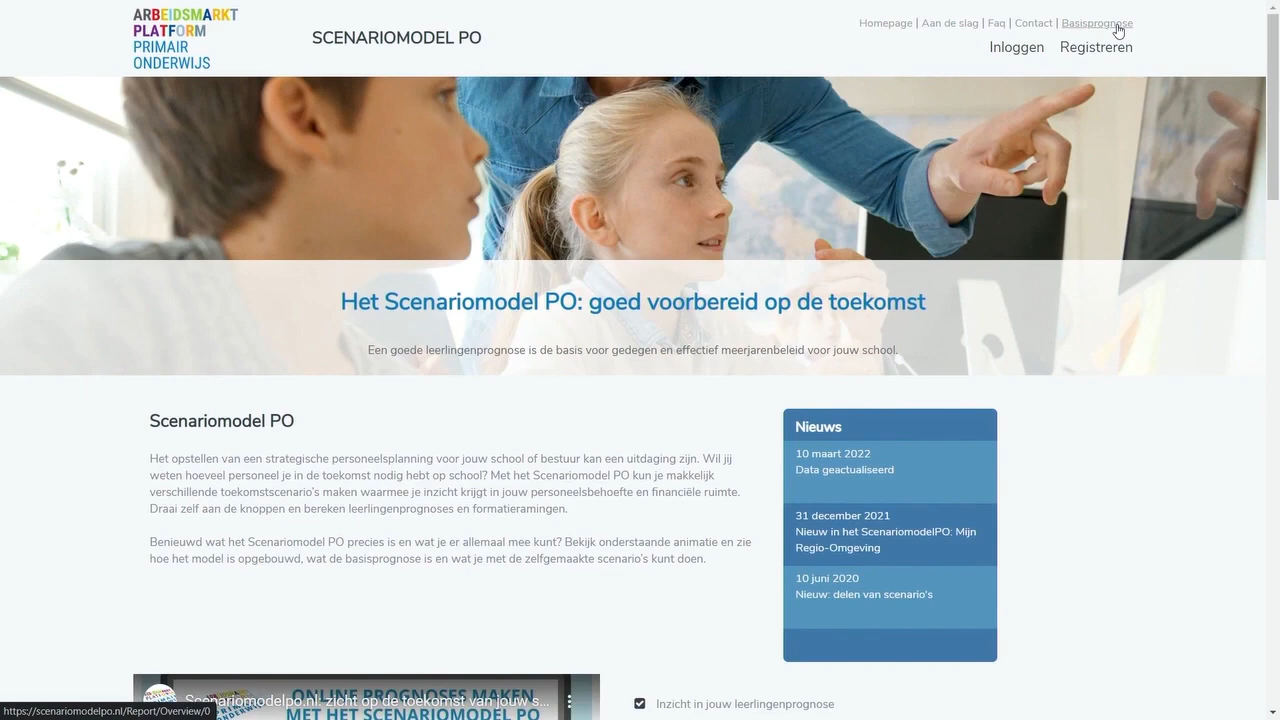 ARBEIDSMARKT
PLATFORM
PRIMAIR
ONDERWIJS
SCENARIOMODEL PO
Homepage | Aan de slag | Faq | Contact | Basisprognose
Inloggen Registreren
Het Scenariomodel PO: goed voorbereid op de toekomst
Een goede leerlingenprognose is de basis voor gedegen en effectief meerjarenbeleid voor jouw school.
Scenariomodel PO
Het opstellen van een strategische personeelsplanning voor jouw school of bestuur kan een uitdaging zijn. Wil jij
weten hoeveel personeel je in de toekomst nodig hebt op school? Met het Scenariomodel PO kun je makkelijk
verschillende toekomstscenario's maken waarmee je inzicht krijgt in jouw personeelsbehoefte en financiële ruimte.
Draai zelf aan de knoppen en bereken leerlingenprognoses en formatieramingen.
Benieuwd wat het Scenariomodel PO precies is en wat je er allemaal mee kunt? Bekijk onderstaande animatie en zie
hoe het model is opgebouwd, wat de basisprognose is en wat je met de zelfgemaakte scenario's kunt doen.
Nieuws
10 maart 2022
Data geactualiseerd
31 december 2021
Nieuw in het ScenariomodelPO: Mijn
Regio-Omgeving
10 juni 2020
Nieuw: delen van scenario's
Scenariomodelpo.nl: zicht op de toekomst van jouw s...
ONLINE PROGNOSES MAKEN
MET HET SCENARIOMODEL PO
Inzicht in jouw leerlingenprognose
https://scenariomodelpo.nl/Report/Overview/0